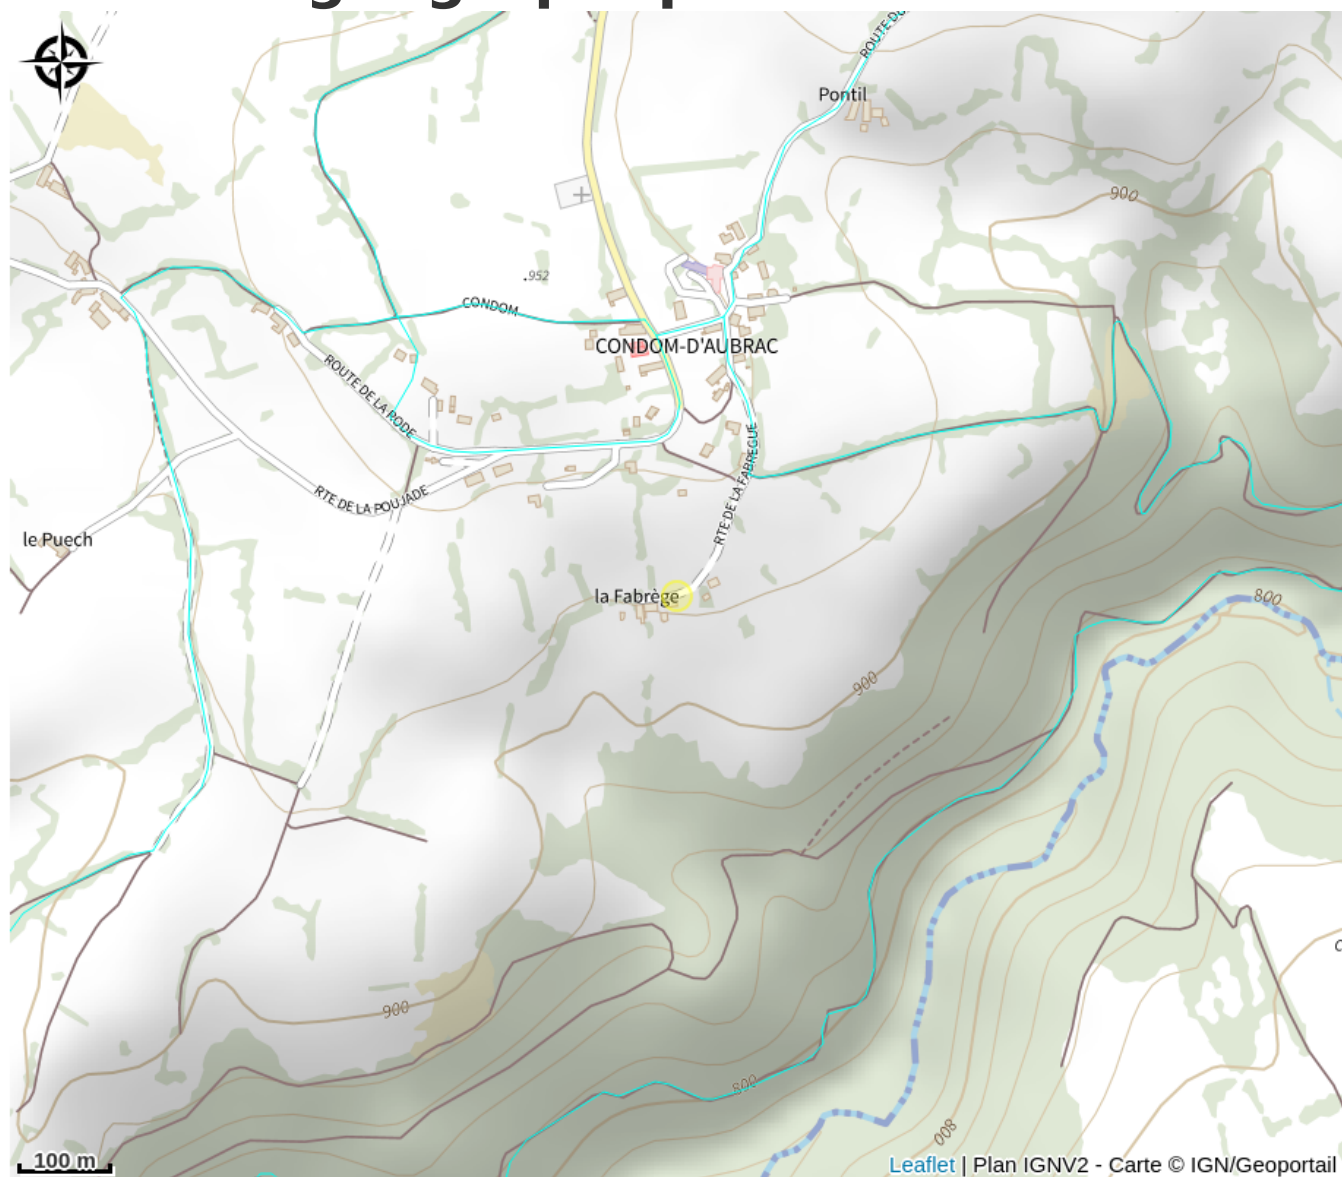 ROUTE DU
Pontil
900
.952
CONDOM
CONDOM-D'AUBRAC
ROUTE DE LA RODE
RTE DE LA FABRÈGUE
RTE DE LA POUJADE
le Puech
la Fabrège
800
900
900
800
800
100 m
Leaflet | Plan IGNV2 - Carte © IGN/Geoportail